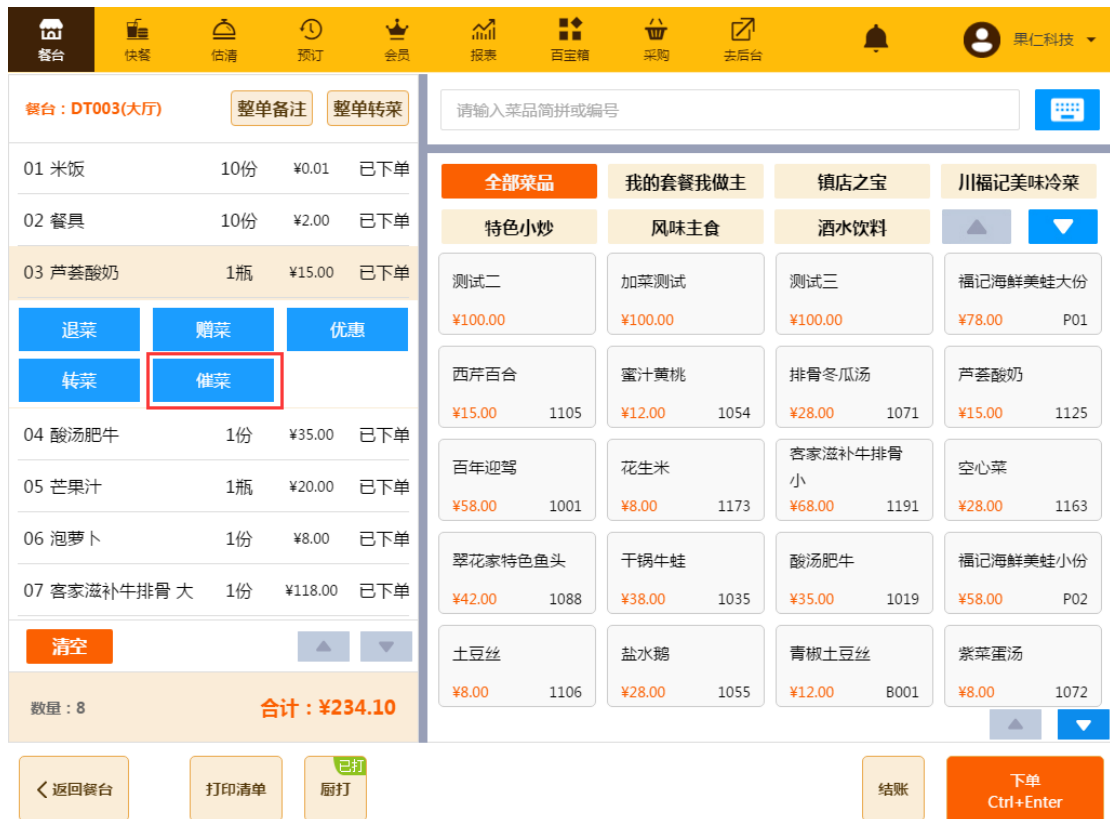 餐台 快餐 估清 预订 会员 报表 百宝箱 采购 去后台 果仁科技
餐台：DT003(大厅) 整单备注 整单转菜
请输入菜品简拼或编号
01 米饭 10份 ¥0.01 已下单
02 餐具 10份 ¥2.00 已下单
03 芦荟酸奶 1瓶 ¥15.00 已下单
退菜 赠菜 优惠
转菜 催菜
04 酸汤肥牛 1份 ¥35.00 已下单
05 芒果汁 1瓶 ¥20.00 已下单
06 泡萝卜 1份 ¥8.00 已下单
07 客家滋补牛排骨 大 1份 ¥118.00 已下单
清空
数量：8 合计：¥234.10
全部菜品 我的套餐我做主 镇店之宝 川福记美味冷菜
特色小炒 风味主食 酒水饮料
测试二 加菜测试 测试三 福记海鲜美蛙大份
¥100.00 ¥100.00 ¥100.00 ¥78.00 P01
西芹百合 蜜汁黄桃 排骨冬瓜汤 芦荟酸奶
¥15.00 1105 ¥12.00 1054 ¥28.00 1071 ¥15.00 1125
百年迎驾 花生米 客家滋补牛排骨 空心菜
小
¥58.00 1001 ¥8.00 1173 ¥68.00 1191 ¥28.00 1163
翠花家特色鱼头 干锅牛蛙 酸汤肥牛 福记海鲜美蛙小份
¥42.00 1088 ¥38.00 1035 ¥35.00 1019 ¥58.00 P02
土豆丝 盐水鹅 青椒土豆丝 紫菜蛋汤
¥8.00 1106 ¥28.00 1055 ¥12.00 B001 ¥8.00 1072
返回餐台 打印清单 厨打 已打 结账 下单
Ctrl+Enter